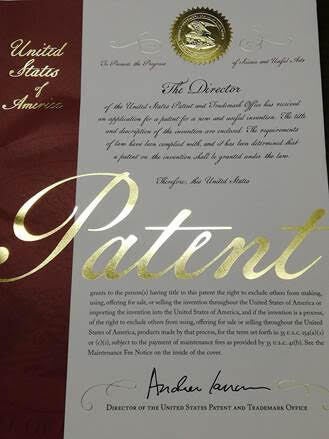 United
States
of
America
To Promote the Progress of Science and Useful Arts
The Director
of the United States Patent and Trademark Office has received
an application for a patent for a new and useful invention. The title
and description of the invention are enclosed. The requirements
of law have been complied with, and it has been determined that
a patent on the invention shall be granted under the law.
Therefore, this United States
Patent
grants to the person(s) having title to this patent the right to exclude others from making,
using, offering for sale, or selling the invention throughout the United States of America or
importing the invention into the United States of America, and if the invention is a process,
of the right to exclude others from using, offering for sale or selling throughout the United
States of America, products made by that process, for the term set forth in 35 U.S.C. 154(a)(2)
or (c)(1), subject to the payment of maintenance fees as provided by 35 U.S.C. 41(b). See the
Maintenance Fee Notice on the inside of the cover.
Andrei Iancu
DIRECTOR OF THE UNITED STATES PATENT AND TRADEMARK OFFICE